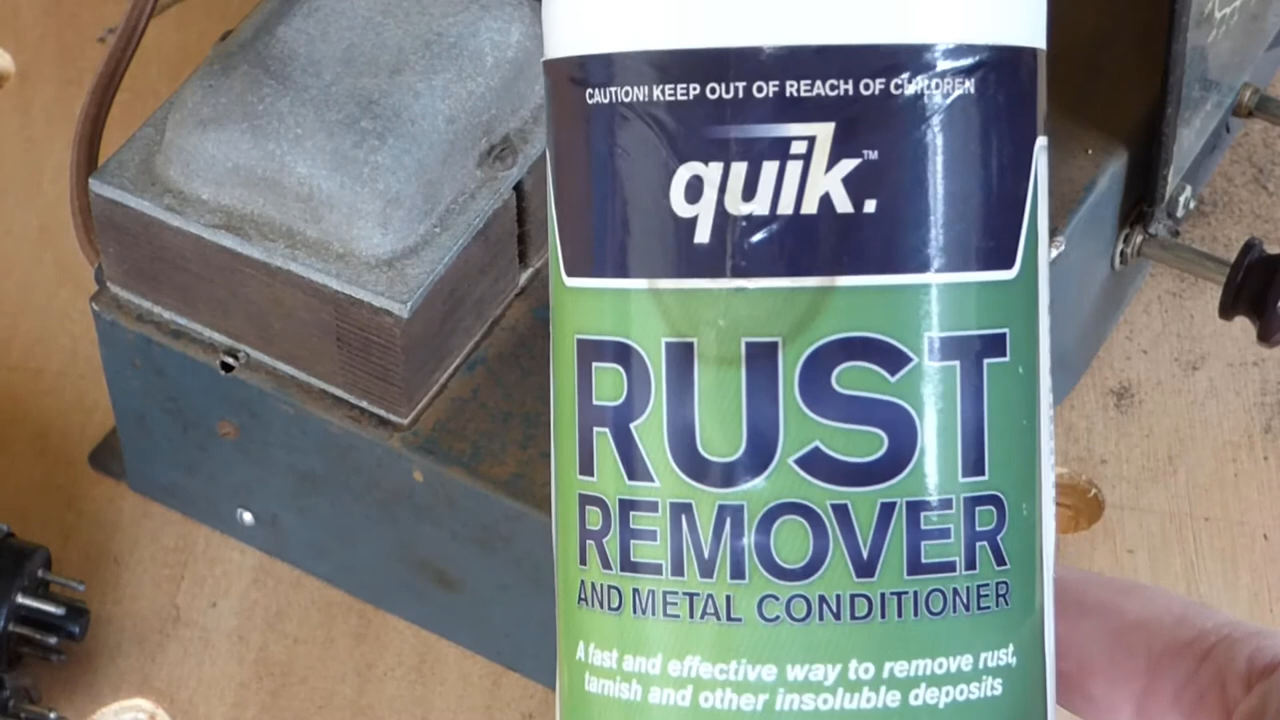 CAUTION! KEEP OUT OF REACH OF CHILDREN
quik.™
RUST
REMOVER
AND METAL CONDITIONER
A fast and effective way to remove rust,
tarnish and other insoluble deposits